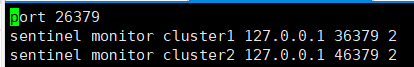 port 26379
sentinel monitor cluster1 127.0.0.1 36379 2
sentinel monitor cluster2 127.0.0.1 46379 2